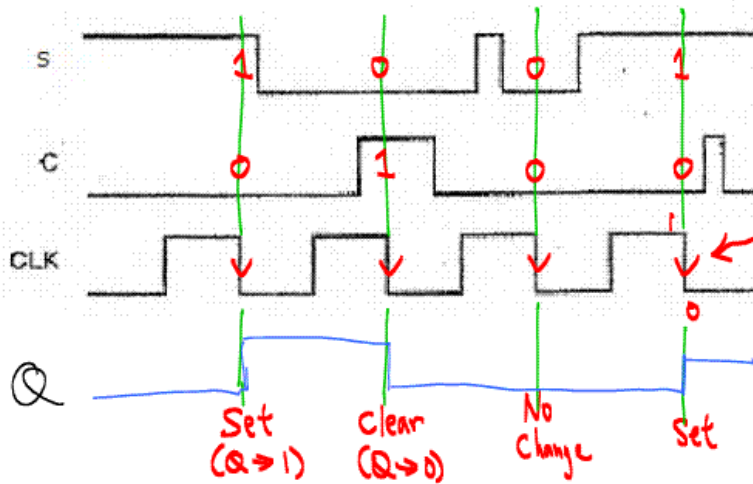 S
1 0 0 1
C
0 1 0 0
1
CLK
0
Q
Set Clear No Set
(Q→1) (Q→0) Change